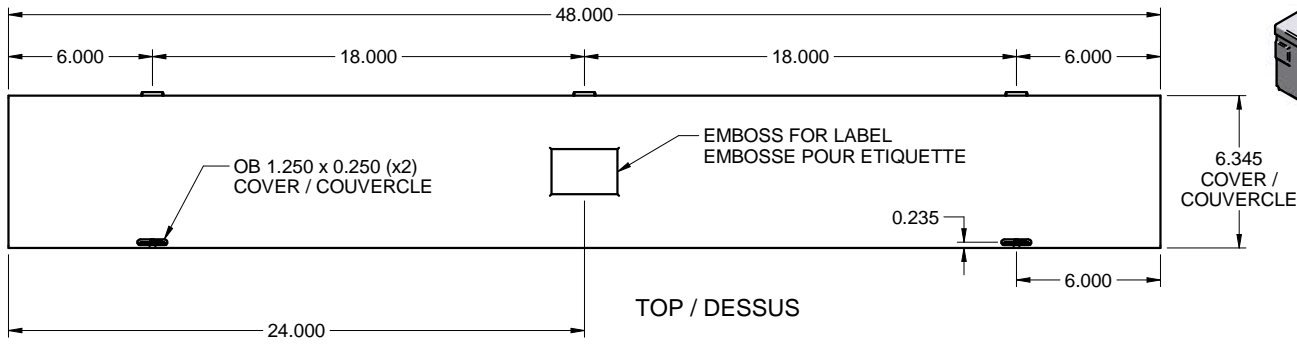 48.000
6.000
18.000
18.000
6.000
OB 1.250 x 0.250 (x2)
COVER / COUVERCLE
EMBOSS FOR LABEL
EMBOSSE POUR ETIQUETTE
6.345
COVER /
COUVERCLE
0.235
6.000
TOP / DESSUS
24.000